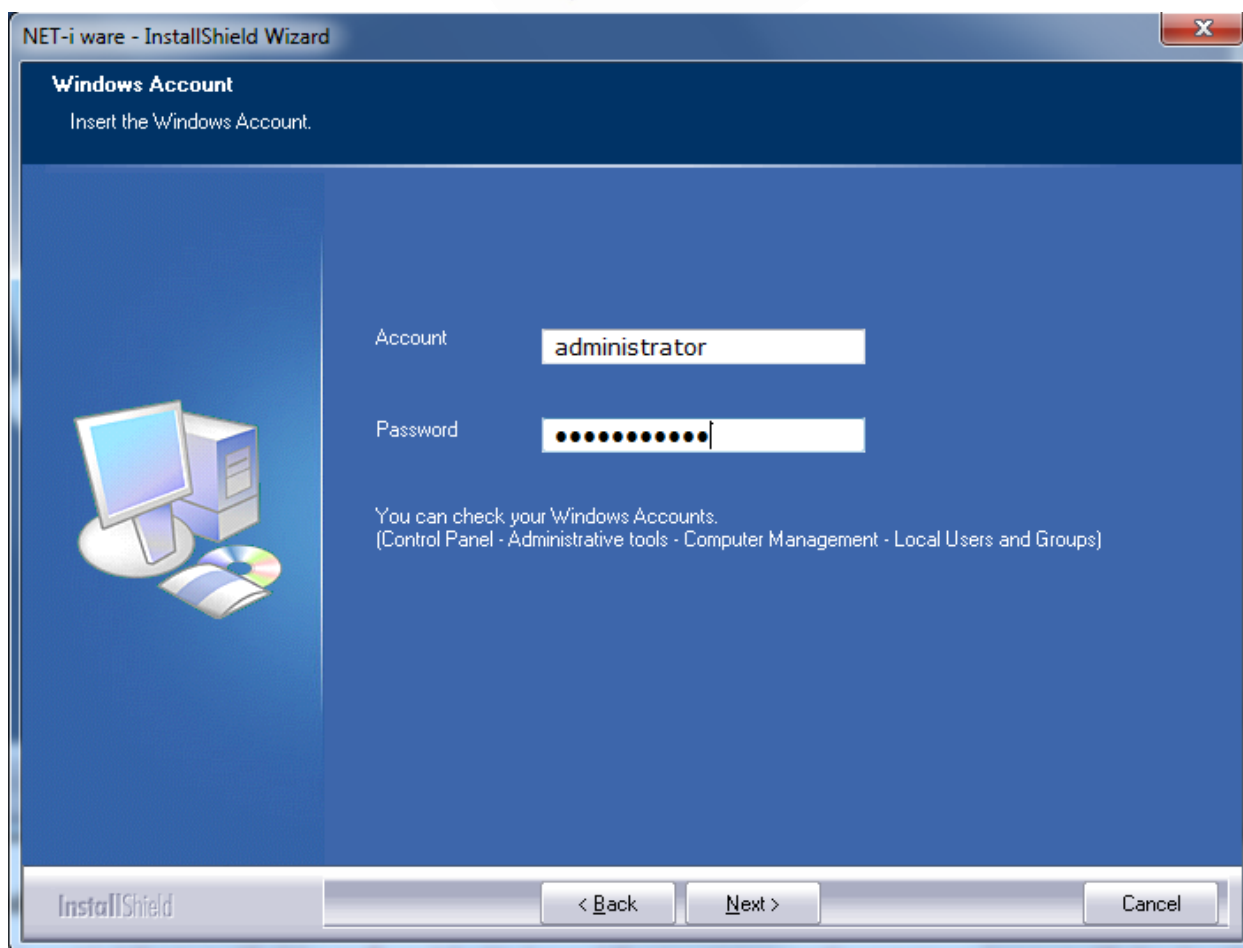 NET-i ware - InstallShield Wizard
X
Windows Account
Insert the Windows Account.
Account
administrator
Password
●●●●●●●●●●●
You can check your Windows Accounts.
(Control Panel - Administrative tools - Computer Management - Local Users and Groups)
InstallShield
< Back
Next >
Cancel